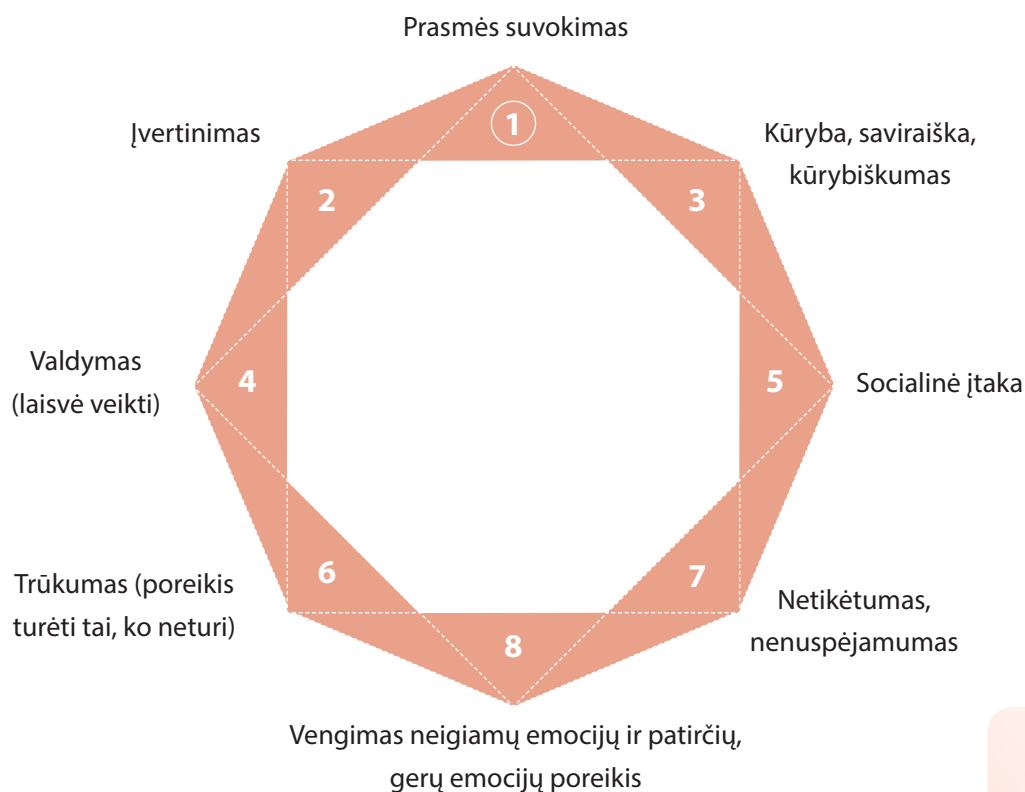 Prasmės suvokimas
1
Įvertinimas
2
Kūryba, saviraiška,
kūrybiškumas
3
Valdymas
(laisvė veikti)
4
Socialinė įtaka
5
Trūkumas (poreikis
turėti tai, ko neturi)
6
Netikėtumas,
nenuspėjamumas
7
8
Vengimas neigiamų emocijų ir patirčių,
gerų emocijų poreikis